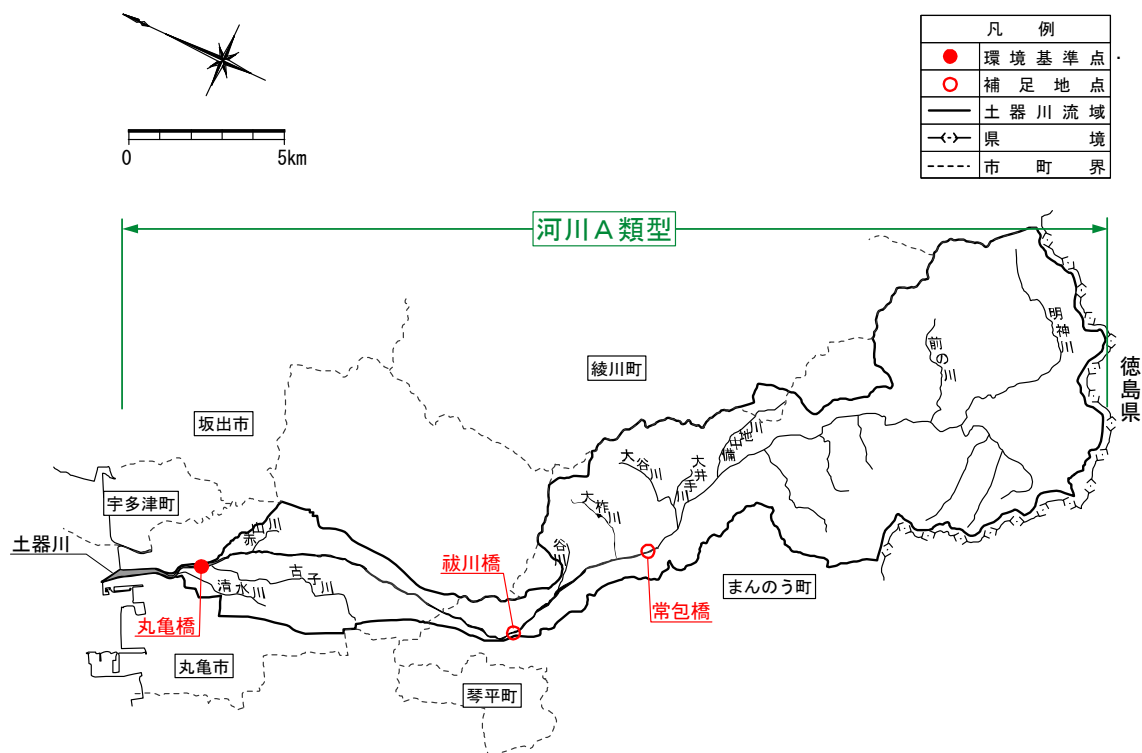 凡例
環境基準点
補足地点
土器川流域
県境
市町界
0 5km
河川A類型
明神川
前の川
徳島県
綾川町
坂出市
備中地川
大谷川
大井手川
大柞川
宇多津町
赤山川
土器川
谷川
祓川橋
古子川
清水川
常包橋
まんのう町
丸亀橋
丸亀市
琴平町